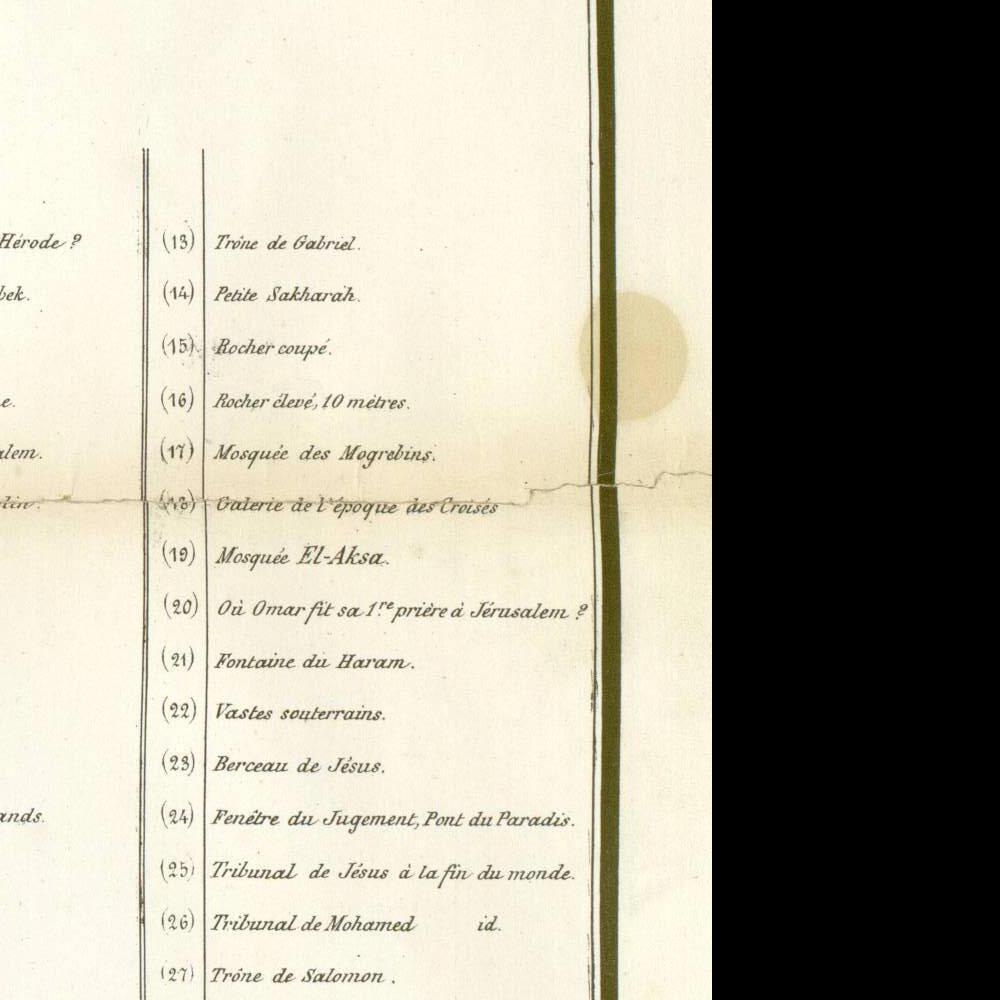 Hérode ?
(13) Trône de Gabriel.
bek.
(14) Petite Sakharah.
(15) Rocher coupé.
e.
(16) Rocher élevé, 10 mètres.
alem.
(17) Mosquée des Mogrebins.
lin.
(18) Galerie de l'époque des Croisés
(19) Mosquée El-Aksa.
(20) Où Omar fit sa 1.re prière à Jérusalem ?
(21) Fontaine du Haram.
(22) Vastes souterrains.
(23) Berceau de Jésus.
ands.
(24) Fenêtre du Jugement, Pont du Paradis.
(25) Tribunal de Jésus à la fin du monde.
(26) Tribunal de Mohamed id.
(27) Trône de Salomon.